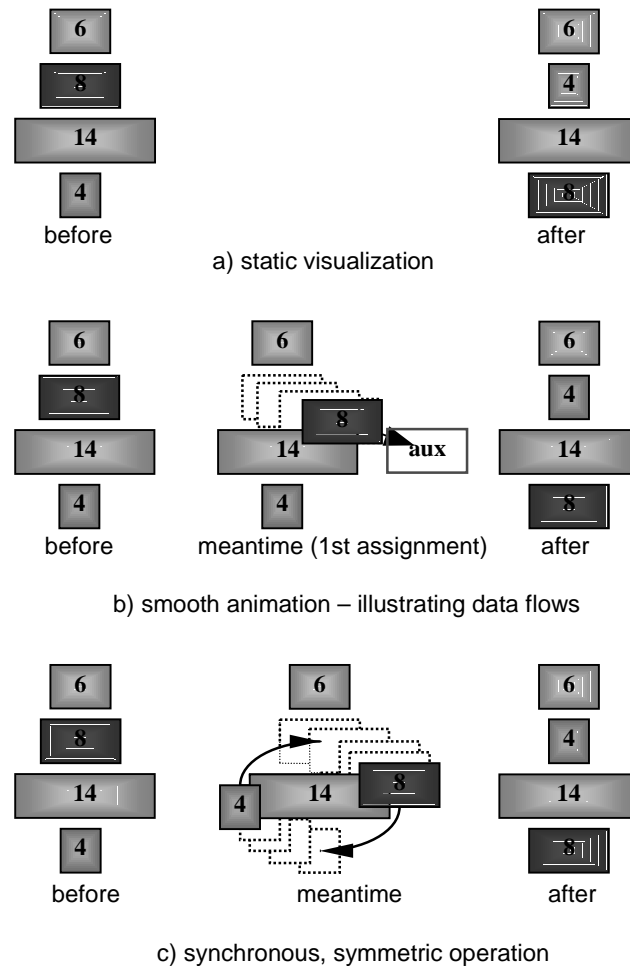 6 6
8 4
14 14
4 8
before after
a) static visualization
6 6 6
8 8 4
14 14 aux 14
4 4 8
before meantime (1st assignment) after
b) smooth animation – illustrating data flows
6 6 6
8 8 4
14 4 14 14
4 8
before meantime after
c) synchronous, symmetric operation